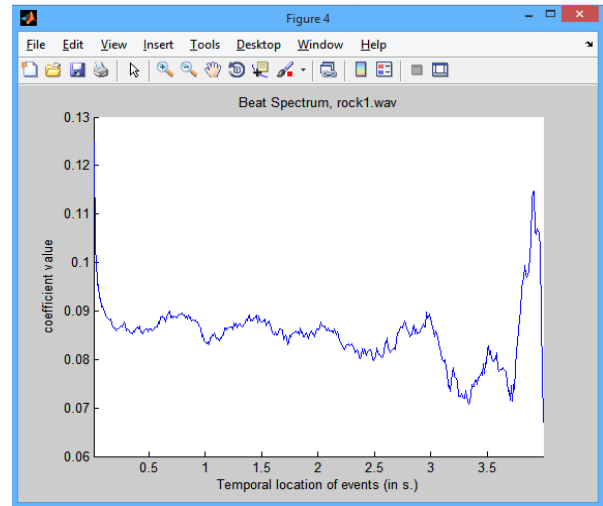 Figure 4
File Edit View Insert Tools Desktop Window Help
Beat Spectrum, rock1.wav
0.13
0.12
0.11
0.1
0.09
0.08
0.07
0.06
coefficient value
0.5 1 1.5 2 2.5 3 3.5
Temporal location of events (in s.)